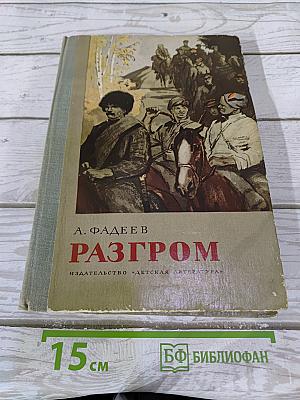 А. ФАДЕЕВ
РАЗГРОМ
ИЗДАТЕЛЬСТВО «ДЕТСКАЯ ЛИТЕРАТУРА»
15 см
БФ БИБЛИОФАН